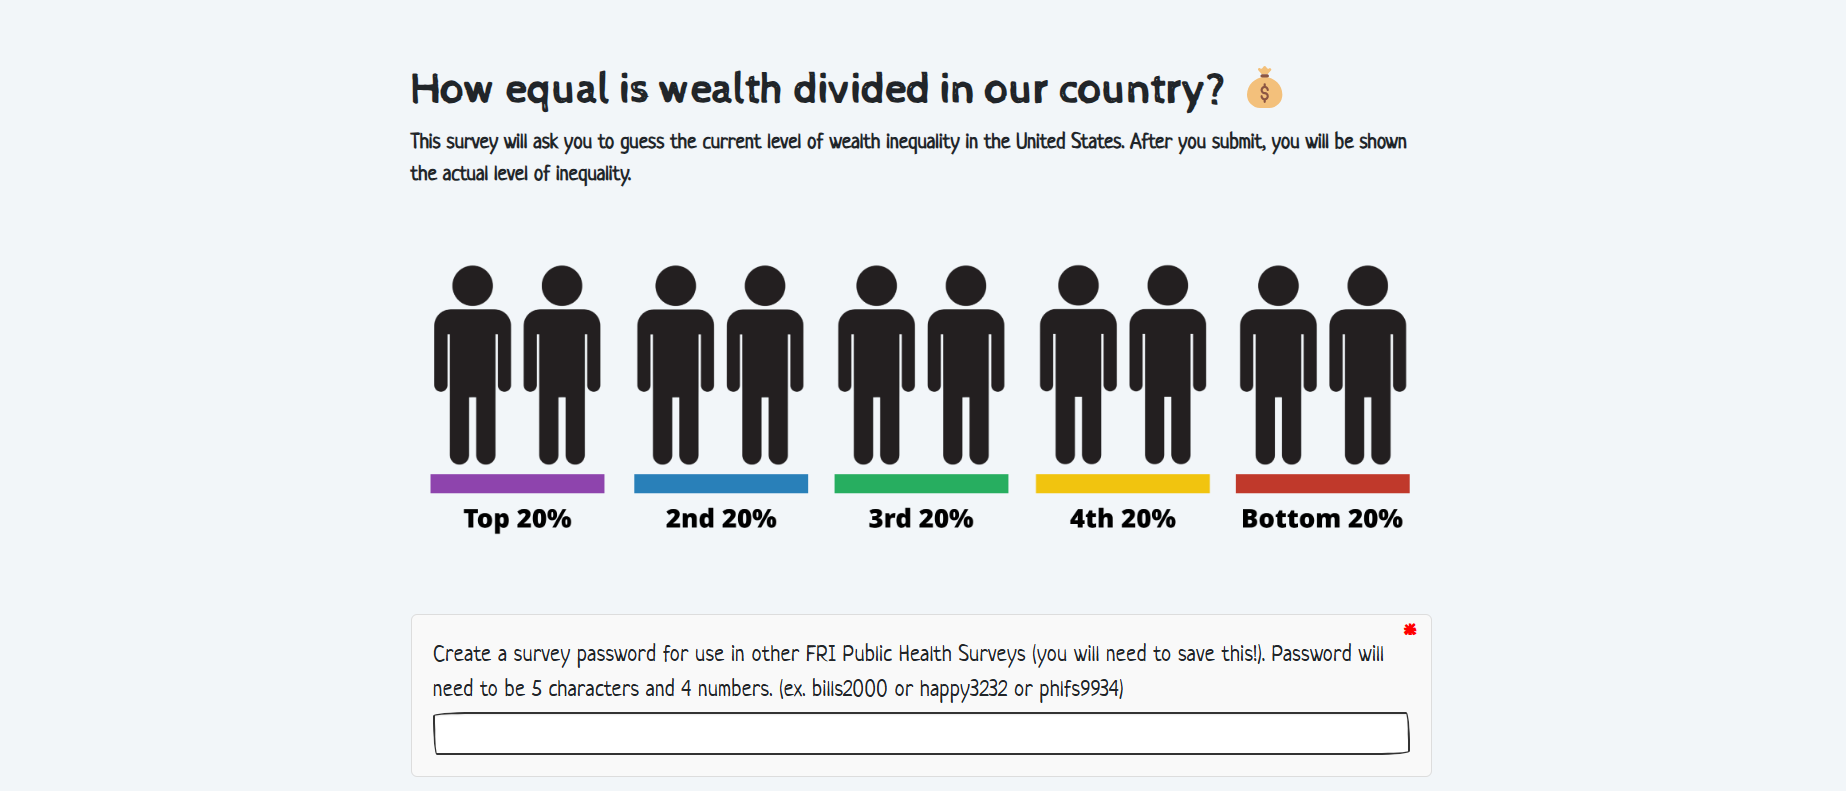 How equal is wealth divided in our country?
This survey will ask you to guess the current level of wealth inequality in the United States. After you submit, you will be shown
the actual level of inequality.
Top 20%
2nd 20%
3rd 20%
4th 20%
Bottom 20%
Create a survey password for use in other FRI Public Health Surveys (you will need to save this!). Password will
need to be 5 characters and 4 numbers. (ex. bills2000 or happy3232 or phlfs9934)